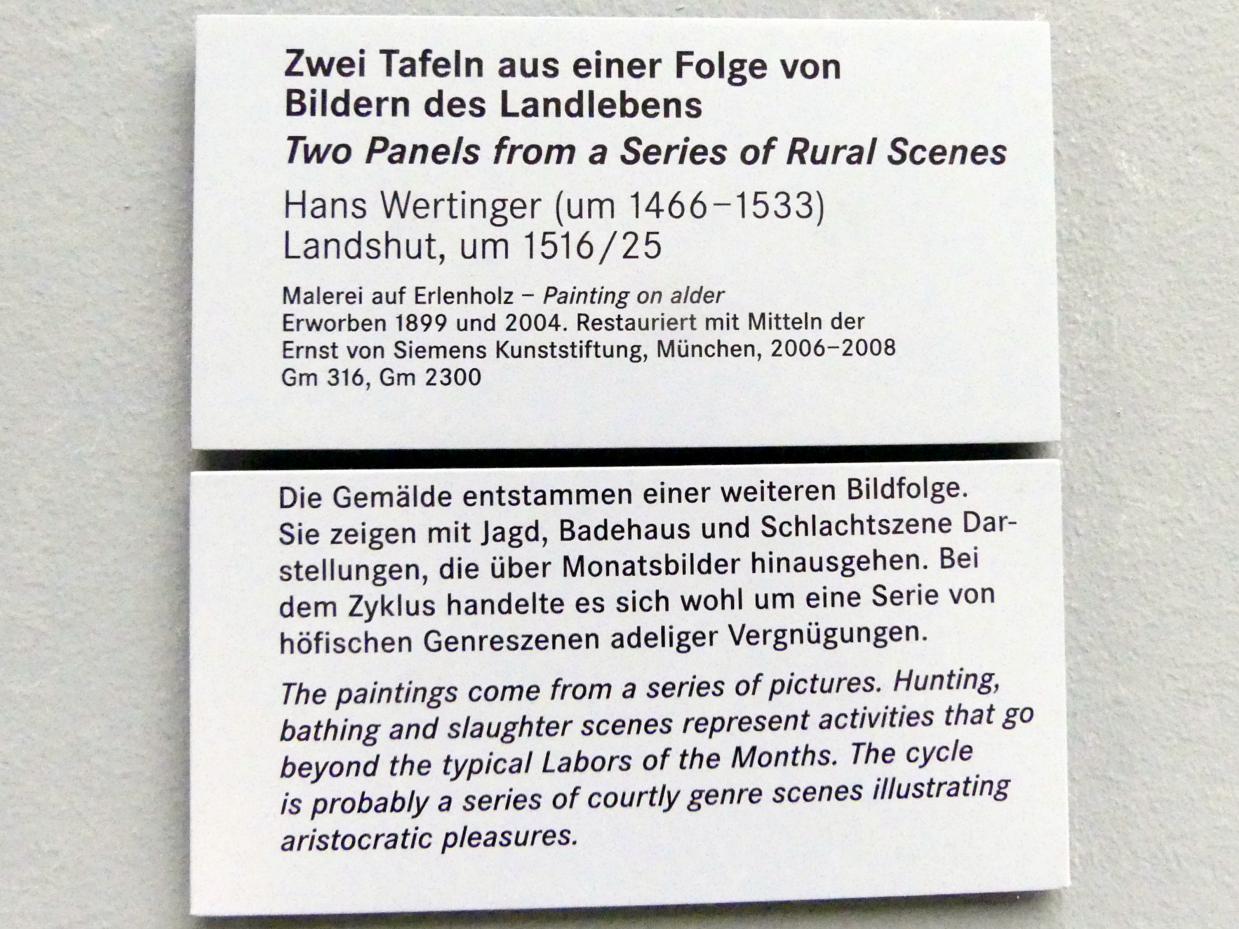 Zwei Tafeln aus einer Folge von
Bildern des Landlebens
Two Panels from a Series of Rural Scenes
Hans Wertinger (um 1466–1533)
Landshut, um 1516/25
Malerei auf Erlenholz – Painting on alder
Erworben 1899 und 2004. Restauriert mit Mitteln der
Ernst von Siemens Kunststiftung, München, 2006–2008
Gm 316, Gm 2300
Die Gemälde entstammen einer weiteren Bildfolge.
Sie zeigen mit Jagd, Badehaus und Schlachtszene Dar-
stellungen, die über Monatsbilder hinausgehen. Bei
dem Zyklus handelte es sich wohl um eine Serie von
höfischen Genreszenen adeliger Vergnügungen.
The paintings come from a series of pictures. Hunting,
bathing and slaughter scenes represent activities that go
beyond the typical Labors of the Months. The cycle
is probably a series of courtly genre scenes illustrating
aristocratic pleasures.